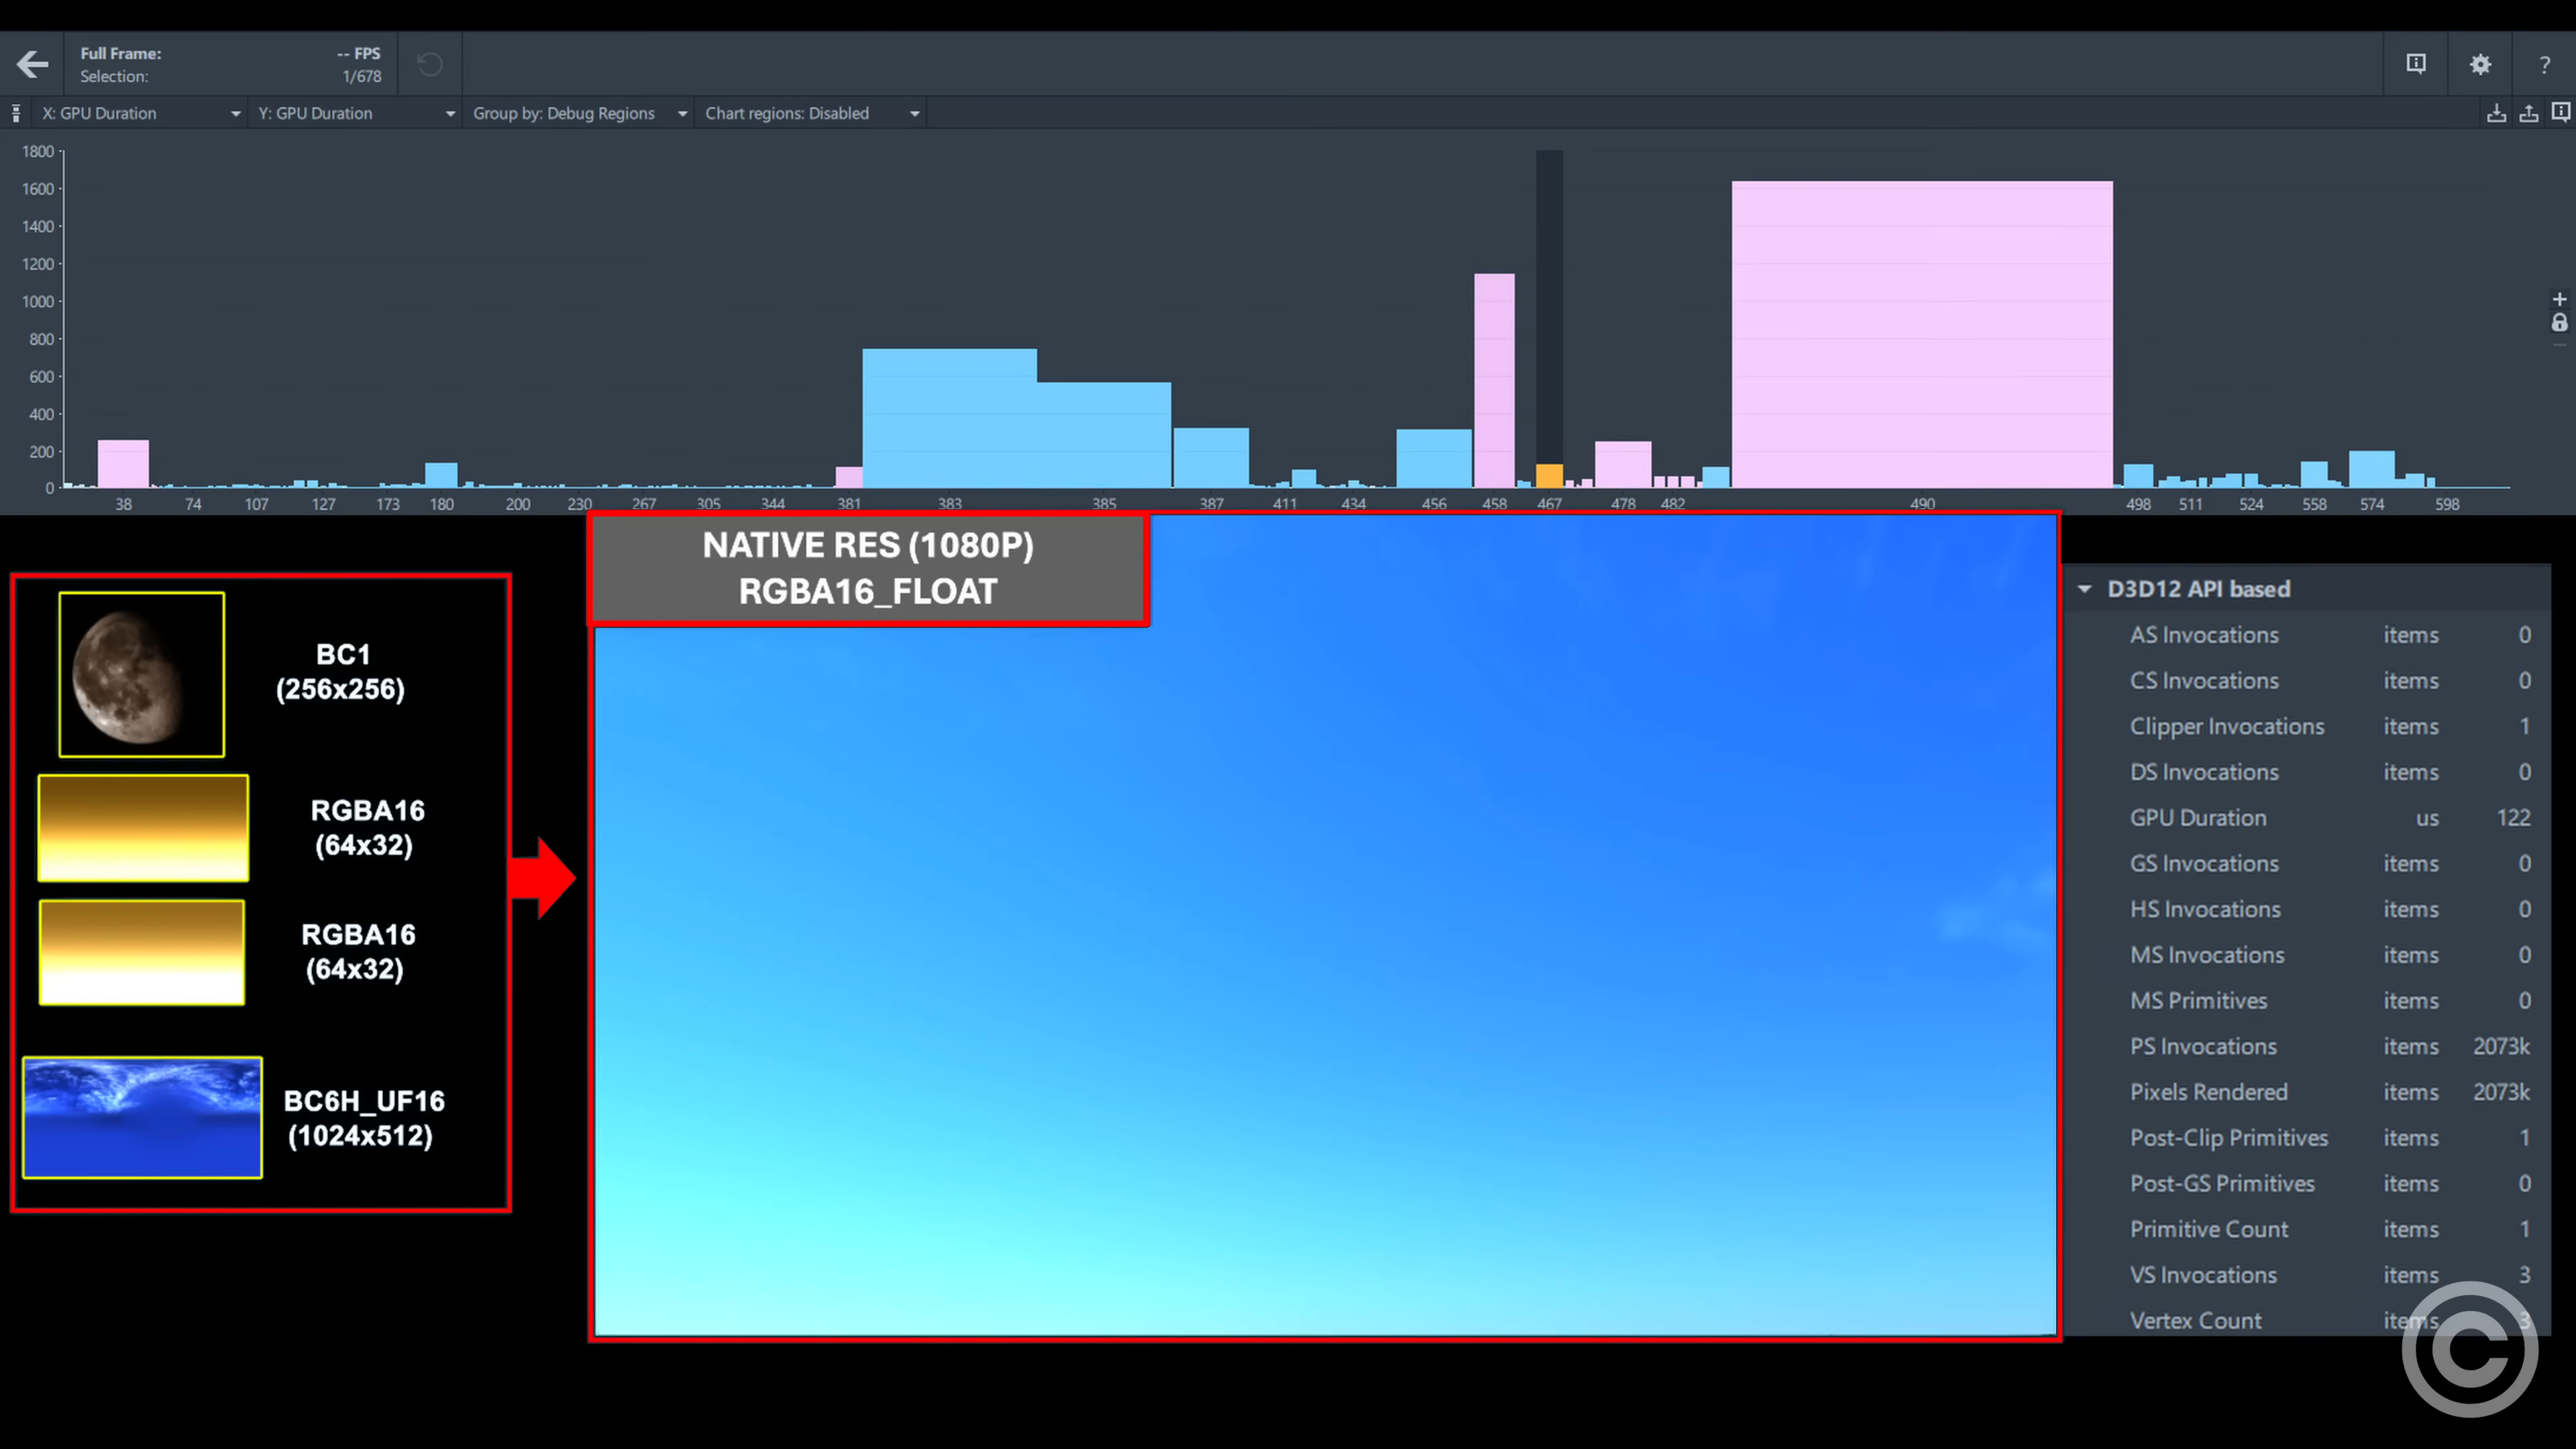 Full Frame: -- FPS
Selection: 1/678
X: GPU Duration Y: GPU Duration Group by: Debug Regions Chart regions: Disabled
1800
1600
1400
1200
1000
800
600
400
200
0
38 74 107 127 173 180 200 230 267 305 344 381 383 385 387 411 434 456 458 467 478 482 490 498 511 524 558 574 598
NATIVE RES (1080P)
RGBA16_FLOAT
BC1
(256x256)
RGBA16
(64x32)
RGBA16
(64x32)
BC6H_UF16
(1024x512)
D3D12 API based
AS Invocations items 0
CS Invocations items 0
Clipper Invocations items 1
DS Invocations items 0
GPU Duration us 122
GS Invocations items 0
HS Invocations items 0
MS Invocations items 0
MS Primitives items 0
PS Invocations items 2073k
Pixels Rendered items 2073k
Post-Clip Primitives items 1
Post-GS Primitives items 0
Primitive Count items 1
VS Invocations items 3
Vertex Count items 3
©